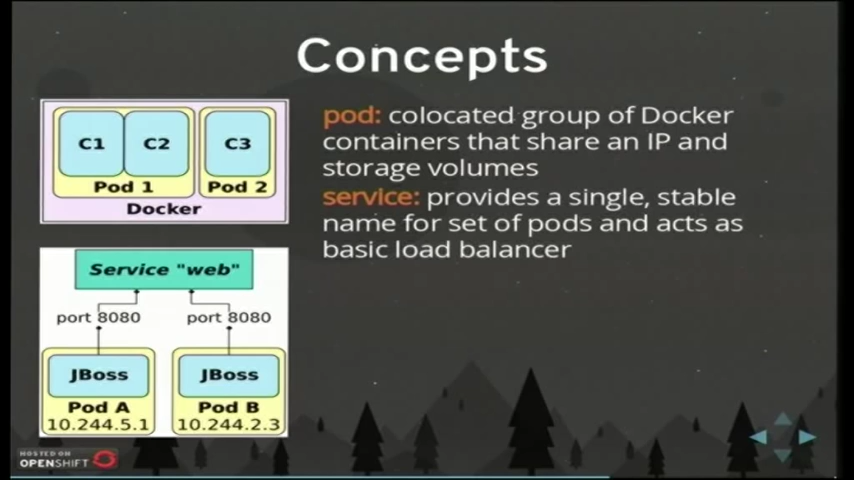 Concepts
C1 C2 C3
Pod 1 Pod 2
Docker
pod: colocated group of Docker
containers that share an IP and
storage volumes
service: provides a single, stable
name for set of pods and acts as
basic load balancer
Service "web"
port 8080 port 8080
JBoss JBoss
Pod A Pod B
10.244.5.1 10.244.2.3
HOSTED ON
OPENSHIFT